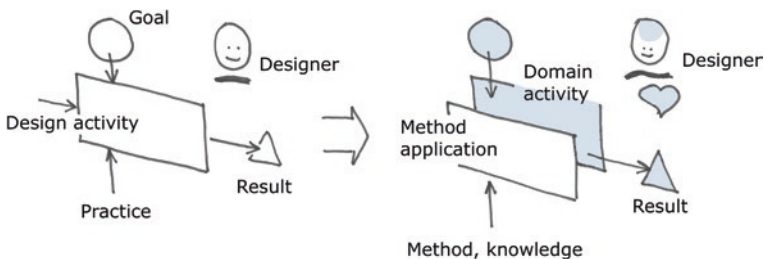 Goal
Designer
Design activity
Result
Practice
Designer
Domain
activity
Method
application
Result
Method, knowledge